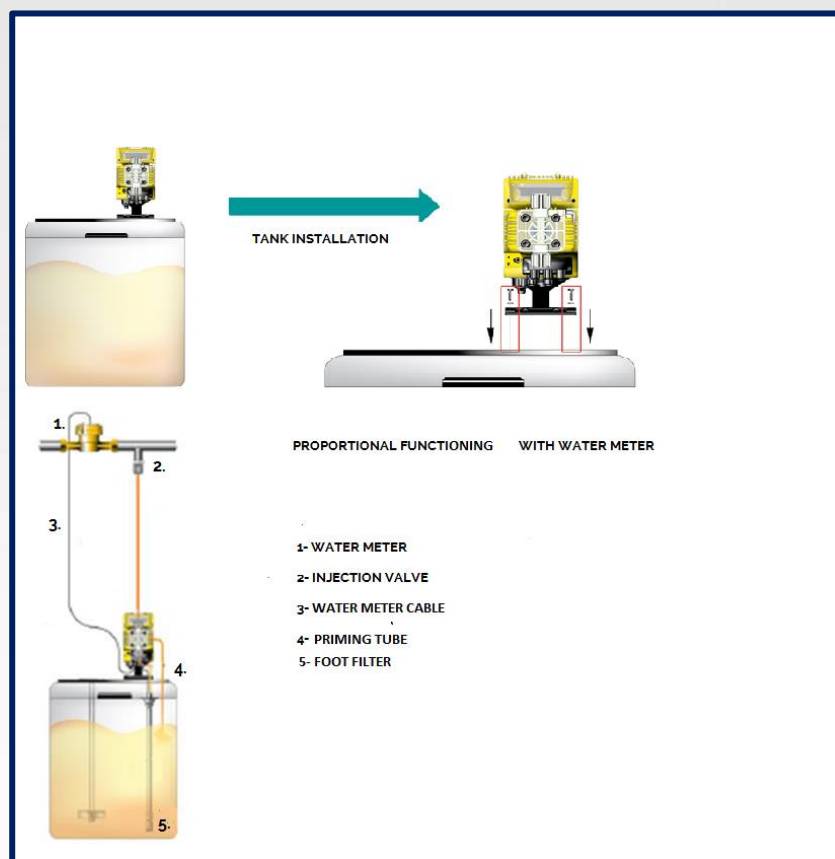 TANK INSTALLATION
PROPORTIONAL FUNCTIONING WITH WATER METER
1.
2.
3.
4.
5.
1- WATER METER
2- INJECTION VALVE
3- WATER METER CABLE
4- PRIMING TUBE
5- FOOT FILTER